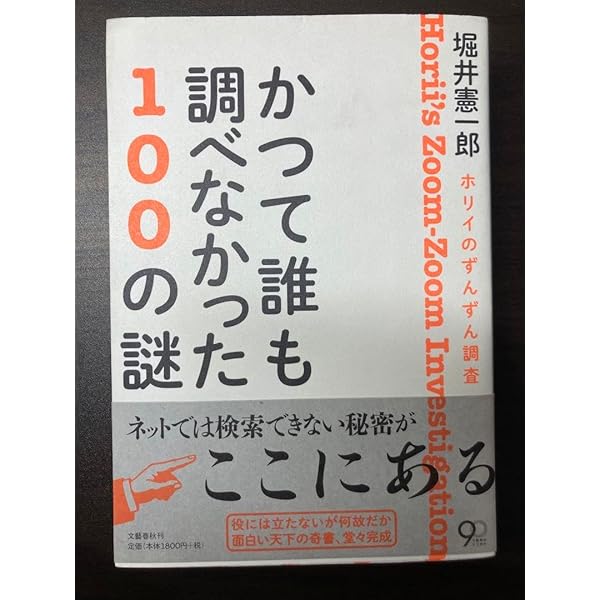 堀井憲一郎
ホリイのずんずん調査
Horii's Zoom-Zoom Investigation
かつて誰も
調べなかった
100の謎
ネットでは検索できない秘密が
ここにある
役には立たないが何故だか
面白い天下の奇書、堂々完成
文藝春秋刊
定価(本体1800円+税)
90